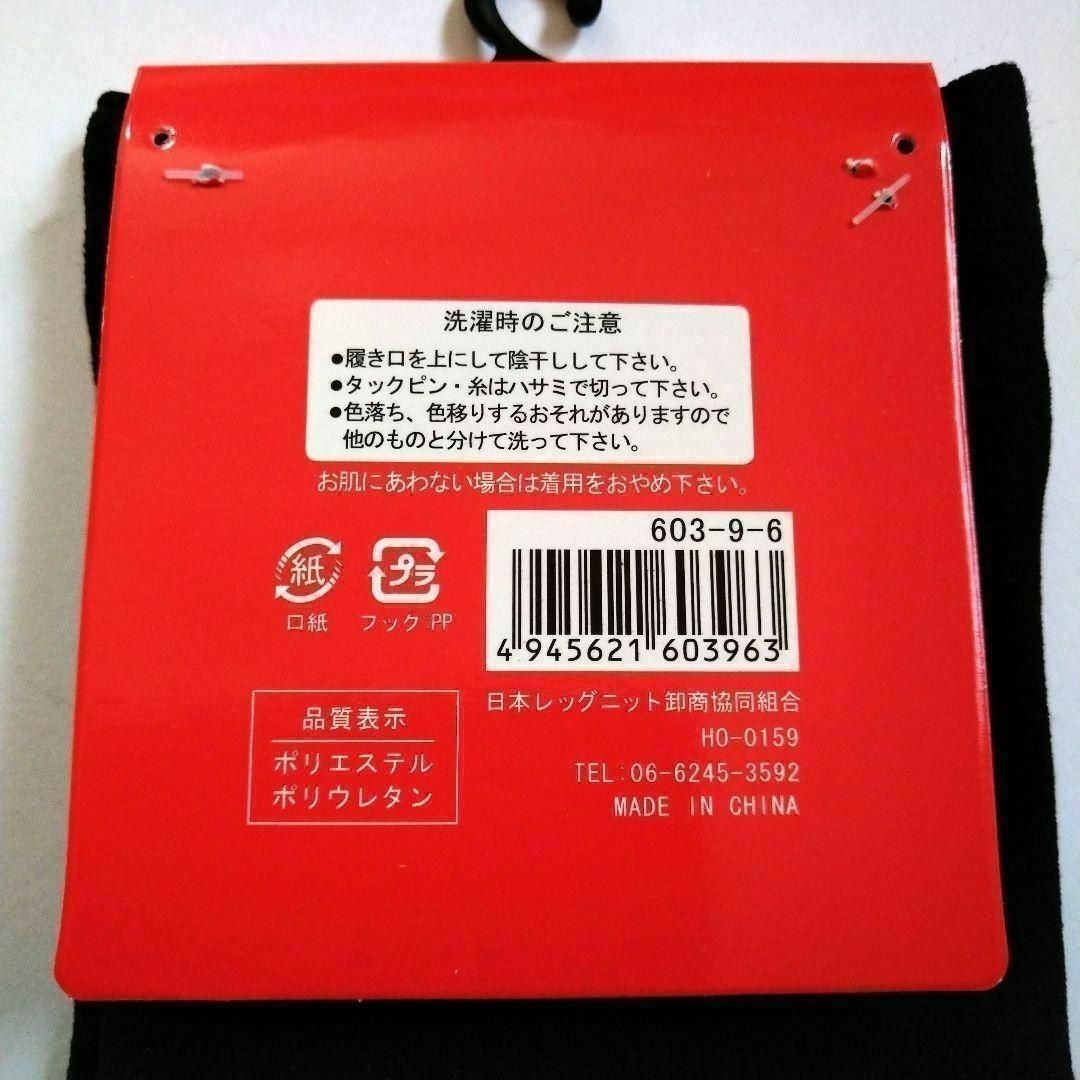 洗濯時のご注意
●履き口を上にして陰干しして下さい。
●タックピン・糸はハサミで切って下さい。
●色落ち、色移りするおそれがありますので
他のものと分けて洗って下さい。
お肌にあわない場合は着用をおやめ下さい。
603-9-6
紙
プラ
口紙
フック:PP
4 945621 603963
日本レッグニット卸商協同組合
HO-0159
TEL:06-6245-3592
MADE IN CHINA
品質表示
ポリエステル
ポリウレタン